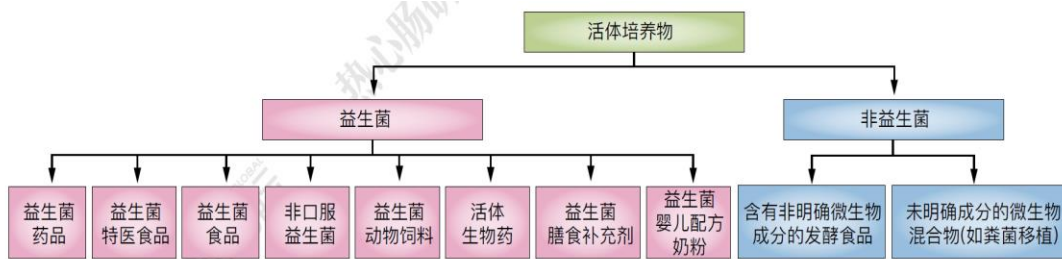 活体培养物
益生菌
非益生菌
益生菌
药品
益生菌
特医食品
益生菌
食品
非口服
益生菌
益生菌
动物饲料
活体
生物药
益生菌
膳食补充剂
益生菌
婴儿配方
奶粉
含有非明确微生物
成分的发酵食品
未明确成分的微生物
混合物(如粪菌移植)
热心肠